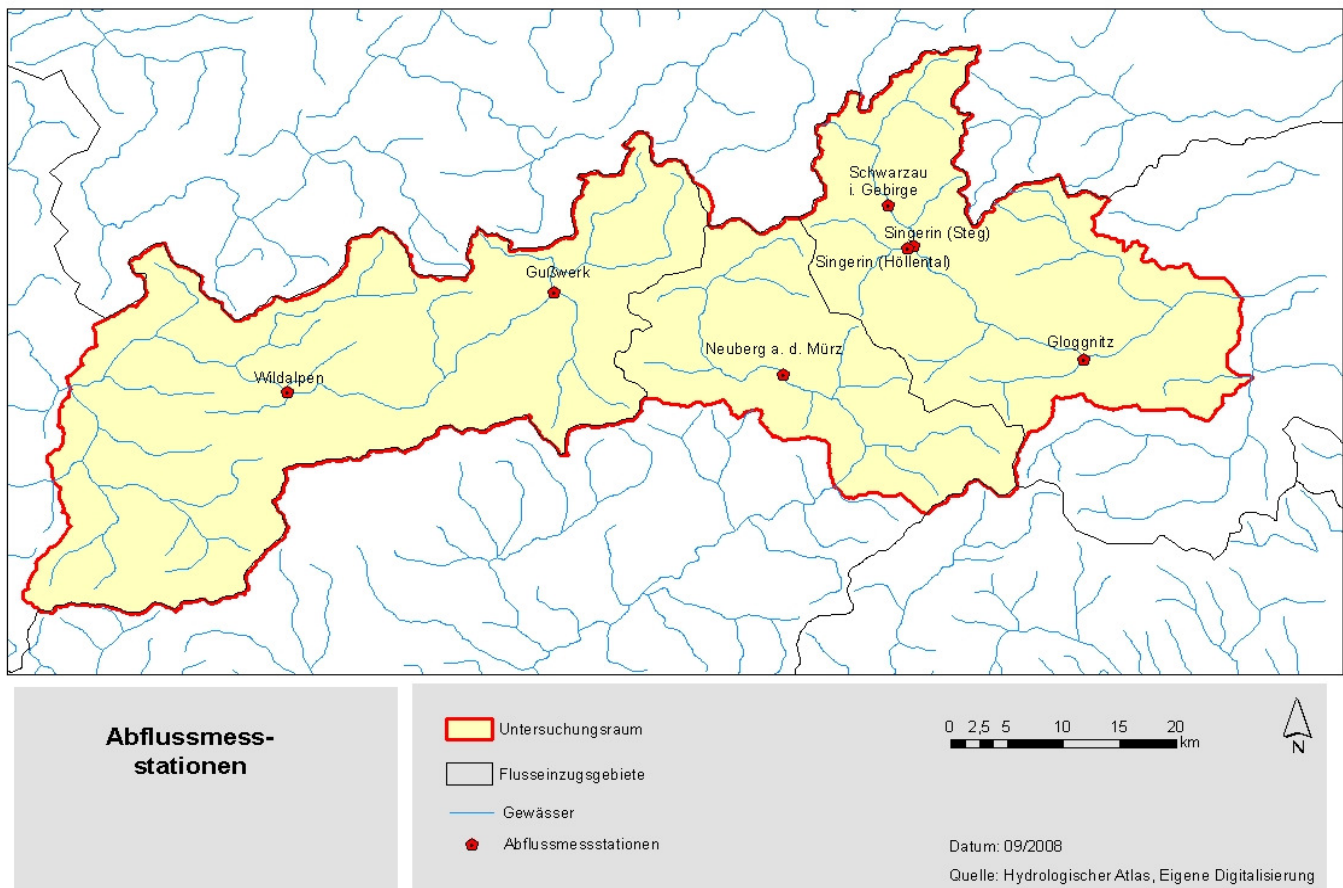 Schwarzau
i. Gebirge
Singerin (Steg)
Singerin (Höllental)
Gußwerk
Gloggnitz
Neuberg a. d. Mürz
Wildalpen
Abflussmess-
stationen
Untersuchungsraum
Flusseinzugsgebiete
Gewässer
Abflussmessstationen
0 2,5 5 10 15 20
km
N
Datum: 09/2008
Quelle: Hydrologischer Atlas, Eigene Digitalisierung